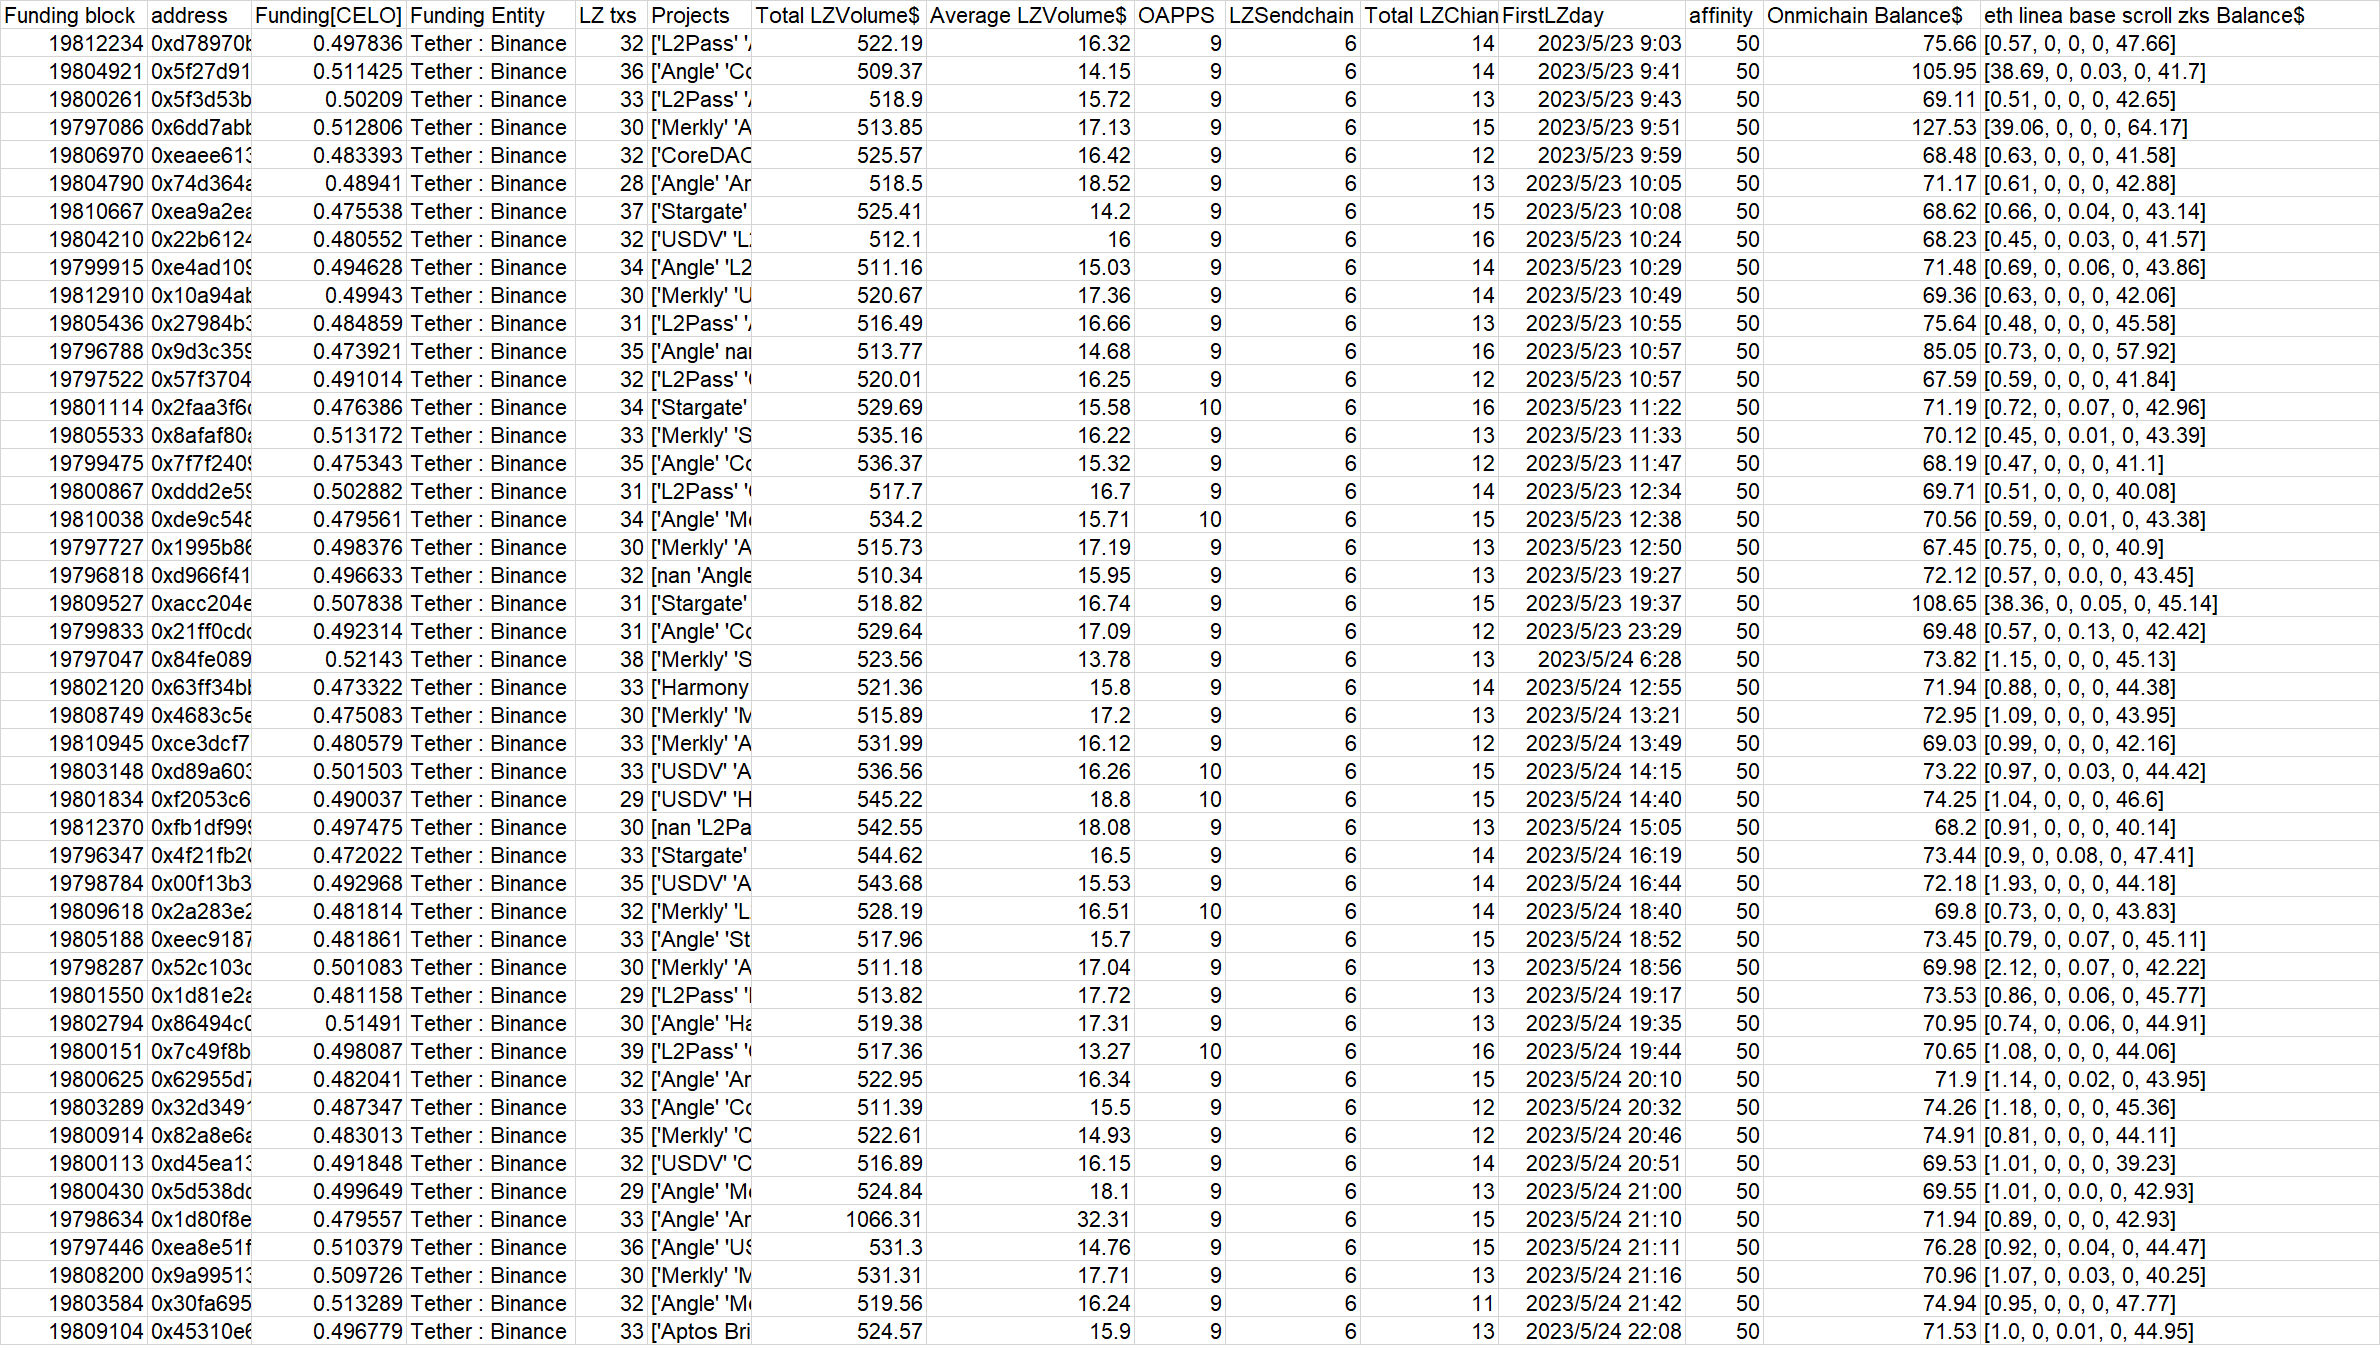 Funding block address Funding[CELO] Funding Entity LZ txs Projects Total LZVolume$ Average LZVolume$ OAPPS LZSendchain Total LZChian FirstLZday affinity Onmichain Balance$ eth linea base scroll zks Balance$
19812234 0xd78970b 0.497836 Tether : Binance 32 ['L2Pass' 'A 522.19 16.32 9 6 14 2023/5/23 9:03 50 75.66 [0.57, 0, 0, 0, 47.66]
19804921 0x5f27d91 0.511425 Tether : Binance 36 ['Angle' 'Co 509.37 14.15 9 6 14 2023/5/23 9:41 50 105.95 [38.69, 0, 0.03, 0, 41.7]
19800261 0x5f3d53b 0.50209 Tether : Binance 33 ['L2Pass' 'A 518.9 15.72 9 6 13 2023/5/23 9:43 50 69.11 [0.51, 0, 0, 0, 42.65]
19797086 0x6dd7abb 0.512806 Tether : Binance 30 ['Merkly' 'A 513.85 17.13 9 6 15 2023/5/23 9:51 50 127.53 [39.06, 0, 0, 0, 64.17]
19806970 0xeaee613 0.483393 Tether : Binance 32 ['CoreDAO 525.57 16.42 9 6 12 2023/5/23 9:59 50 68.48 [0.63, 0, 0, 0, 41.58]
19804790 0x74d364a 0.48941 Tether : Binance 28 ['Angle' 'Ar 518.5 18.52 9 6 13 2023/5/23 10:05 50 71.17 [0.61, 0, 0, 0, 42.88]
19810667 0xea9a2ea 0.475538 Tether : Binance 37 ['Stargate' 525.41 14.2 9 6 15 2023/5/23 10:08 50 68.62 [0.66, 0, 0.04, 0, 43.14]
19804210 0x22b6124 0.480552 Tether : Binance 32 ['USDV' 'L2 512.1 16 9 6 16 2023/5/23 10:24 50 68.23 [0.45, 0, 0.03, 0, 41.57]
19799915 0xe4ad109 0.494628 Tether : Binance 34 ['Angle' 'L2 511.16 15.03 9 6 14 2023/5/23 10:29 50 71.48 [0.69, 0, 0.06, 0, 43.86]
19812910 0x10a94ab 0.49943 Tether : Binance 30 ['Merkly' 'U 520.67 17.36 9 6 14 2023/5/23 10:49 50 69.36 [0.63, 0, 0, 0, 42.06]
19805436 0x27984b3 0.484859 Tether : Binance 31 ['L2Pass' 'A 516.49 16.66 9 6 13 2023/5/23 10:55 50 75.64 [0.48, 0, 0, 0, 45.58]
19796788 0x9d3c359 0.473921 Tether : Binance 35 ['Angle' nar 513.77 14.68 9 6 16 2023/5/23 10:57 50 85.05 [0.73, 0, 0, 0, 57.92]
19797522 0x57f3704 0.491014 Tether : Binance 32 ['L2Pass' ' 520.01 16.25 9 6 12 2023/5/23 10:57 50 67.59 [0.59, 0, 0, 0, 41.84]
19801114 0x2faa3f6 0.476386 Tether : Binance 34 ['Stargate' 529.69 15.58 10 6 16 2023/5/23 11:22 50 71.19 [0.72, 0, 0.07, 0, 42.96]
19805533 0x8afaf80a 0.513172 Tether : Binance 33 ['Merkly' 'S 535.16 16.22 9 6 13 2023/5/23 11:33 50 70.12 [0.45, 0, 0.01, 0, 43.39]
19799475 0x7f7f2409 0.475343 Tether : Binance 35 ['Angle' 'Co 536.37 15.32 9 6 12 2023/5/23 11:47 50 68.19 [0.47, 0, 0, 0, 41.1]
19800867 0xddd2e59 0.502882 Tether : Binance 31 ['L2Pass' ' 517.7 16.7 9 6 14 2023/5/23 12:34 50 69.71 [0.51, 0, 0, 0, 40.08]
19810038 0xde9c548 0.479561 Tether : Binance 34 ['Angle' 'Me 534.2 15.71 10 6 15 2023/5/23 12:38 50 70.56 [0.59, 0, 0.01, 0, 43.38]
19797727 0x1995b86 0.498376 Tether : Binance 30 ['Merkly' 'A 515.73 17.19 9 6 13 2023/5/23 12:50 50 67.45 [0.75, 0, 0, 0, 40.9]
19796818 0xd966f41 0.496633 Tether : Binance 32 [nan 'Angle 510.34 15.95 9 6 13 2023/5/23 19:27 50 72.12 [0.57, 0, 0.0, 0, 43.45]
19809527 0xacc204e 0.507838 Tether : Binance 31 ['Stargate' 518.82 16.74 9 6 15 2023/5/23 19:37 50 108.65 [38.36, 0, 0.05, 0, 45.14]
19799833 0x21ff0cdc 0.492314 Tether : Binance 31 ['Angle' 'Co 529.64 17.09 9 6 12 2023/5/23 23:29 50 69.48 [0.57, 0, 0.13, 0, 42.42]
19797047 0x84fe089 0.52143 Tether : Binance 38 ['Merkly' 'S 523.56 13.78 9 6 13 2023/5/24 6:28 50 73.82 [1.15, 0, 0, 0, 45.13]
19802120 0x63ff34bb 0.473322 Tether : Binance 33 ['Harmony 521.36 15.8 9 6 14 2023/5/24 12:55 50 71.94 [0.88, 0, 0, 0, 44.38]
19808749 0x4683c5e 0.475083 Tether : Binance 30 ['Merkly' 'M 515.89 17.2 9 6 13 2023/5/24 13:21 50 72.95 [1.09, 0, 0, 0, 43.95]
19810945 0xce3dcf7 0.480579 Tether : Binance 33 ['Merkly' 'A 531.99 16.12 9 6 12 2023/5/24 13:49 50 69.03 [0.99, 0, 0, 0, 42.16]
19803148 0xd89a603 0.501503 Tether : Binance 33 ['USDV' 'A 536.56 16.26 10 6 15 2023/5/24 14:15 50 73.22 [0.97, 0, 0.03, 0, 44.42]
19801834 0xf2053c6 0.490037 Tether : Binance 29 ['USDV' 'H 545.22 18.8 10 6 15 2023/5/24 14:40 50 74.25 [1.04, 0, 0, 0, 46.6]
19812370 0xfb1df999 0.497475 Tether : Binance 30 [nan 'L2Pa 542.55 18.08 9 6 13 2023/5/24 15:05 50 68.2 [0.91, 0, 0, 0, 40.14]
19796347 0x4f21fb20 0.472022 Tether : Binance 33 ['Stargate' 544.62 16.5 9 6 14 2023/5/24 16:19 50 73.44 [0.9, 0, 0.08, 0, 47.41]
19798784 0x00f13b3 0.492968 Tether : Binance 35 ['USDV' 'A 543.68 15.53 9 6 14 2023/5/24 16:44 50 72.18 [1.93, 0, 0, 0, 44.18]
19809618 0x2a283e2 0.481814 Tether : Binance 32 ['Merkly' 'L 528.19 16.51 10 6 14 2023/5/24 18:40 50 69.8 [0.73, 0, 0, 0, 43.83]
19805188 0xeec9187 0.481861 Tether : Binance 33 ['Angle' 'St 517.96 15.7 9 6 15 2023/5/24 18:52 50 73.45 [0.79, 0, 0.07, 0, 45.11]
19798287 0x52c103c 0.501083 Tether : Binance 30 ['Merkly' 'A 511.18 17.04 9 6 13 2023/5/24 18:56 50 69.98 [2.12, 0, 0.07, 0, 42.22]
19801550 0x1d81e2a 0.481158 Tether : Binance 29 ['L2Pass' ' 513.82 17.72 9 6 13 2023/5/24 19:17 50 73.53 [0.86, 0, 0.06, 0, 45.77]
19802794 0x86494c0 0.51491 Tether : Binance 30 ['Angle' 'Ha 519.38 17.31 9 6 13 2023/5/24 19:35 50 70.95 [0.74, 0, 0.06, 0, 44.91]
19800151 0x7c49f8b 0.498087 Tether : Binance 39 ['L2Pass' ' 517.36 13.27 10 6 16 2023/5/24 19:44 50 70.65 [1.08, 0, 0, 0, 44.06]
19800625 0x62955d7 0.482041 Tether : Binance 32 ['Angle' 'Ar 522.95 16.34 9 6 15 2023/5/24 20:10 50 71.9 [1.14, 0, 0.02, 0, 43.95]
19803289 0x32d3491 0.487347 Tether : Binance 33 ['Angle' 'Co 511.39 15.5 9 6 12 2023/5/24 20:32 50 74.26 [1.18, 0, 0, 0, 45.36]
19800914 0x82a8e6a 0.483013 Tether : Binance 35 ['Merkly' 'C 522.61 14.93 9 6 12 2023/5/24 20:46 50 74.91 [0.81, 0, 0, 0, 44.11]
19800113 0xd45ea13 0.491848 Tether : Binance 32 ['USDV' 'C 516.89 16.15 9 6 14 2023/5/24 20:51 50 69.53 [1.01, 0, 0, 0, 39.23]
19800430 0x5d538dc 0.499649 Tether : Binance 29 ['Angle' 'Me 524.84 18.1 9 6 13 2023/5/24 21:00 50 69.55 [1.01, 0, 0.0, 0, 42.93]
19798634 0x1d80f8e 0.479557 Tether : Binance 33 ['Angle' 'Ar 1066.31 32.31 9 6 15 2023/5/24 21:10 50 71.94 [0.89, 0, 0, 0, 42.93]
19797446 0xea8e51f 0.510379 Tether : Binance 36 ['Angle' 'US 531.3 14.76 9 6 15 2023/5/24 21:11 50 76.28 [0.92, 0, 0.04, 0, 44.47]
19808200 0x9a99513 0.509726 Tether : Binance 30 ['Merkly' 'M 531.31 17.71 9 6 13 2023/5/24 21:16 50 70.96 [1.07, 0, 0.03, 0, 40.25]
19803584 0x30fa695 0.513289 Tether : Binance 32 ['Angle' 'Me 519.56 16.24 9 6 11 2023/5/24 21:42 50 74.94 [0.95, 0, 0, 0, 47.77]
19809104 0x45310e6 0.496779 Tether : Binance 33 ['Aptos Bri 524.57 15.9 9 6 13 2023/5/24 22:08 50 71.53 [1.0, 0, 0.01, 0, 44.95]